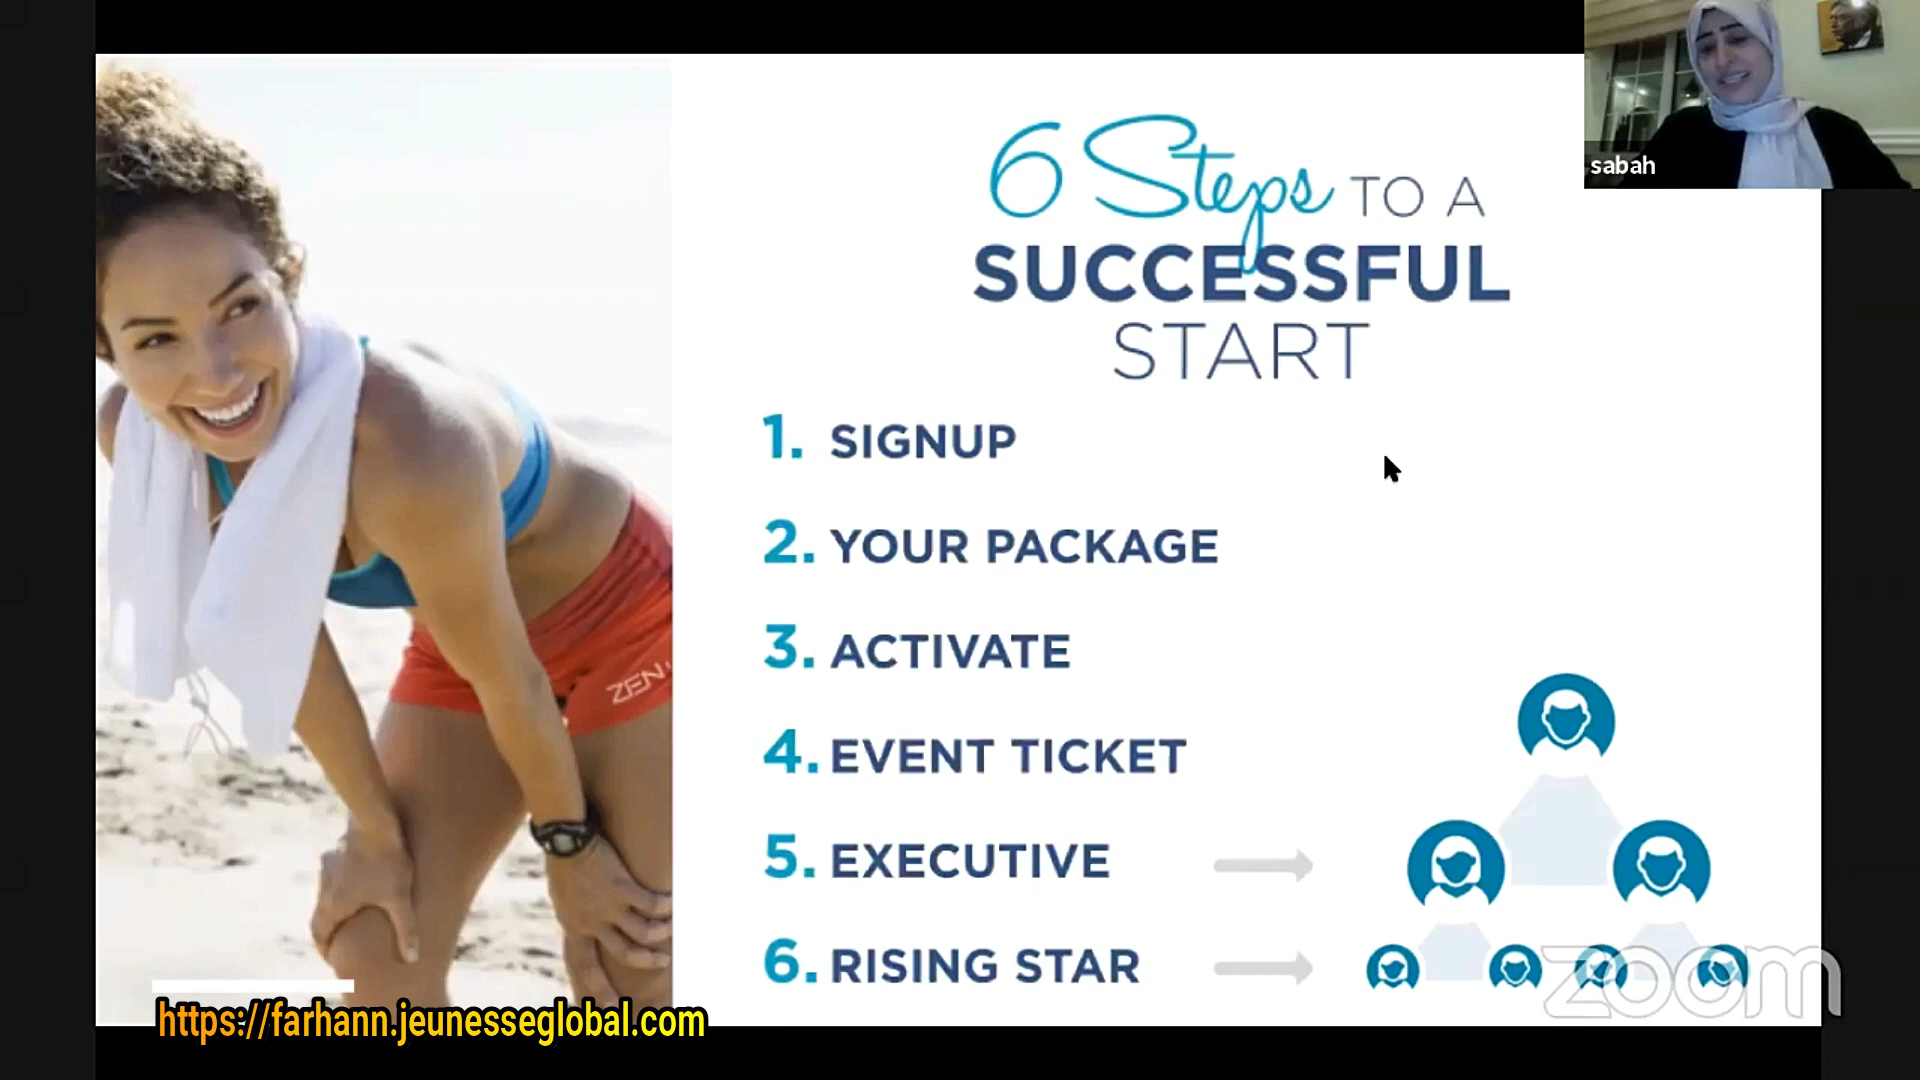 sabah
6 Steps TO A
SUCCESSFUL
START
1. SIGNUP
2. YOUR PACKAGE
3. ACTIVATE
4. EVENT TICKET
5. EXECUTIVE
6. RISING STAR
ZEN
zoom
https://farhann.jeunesseglobal.com